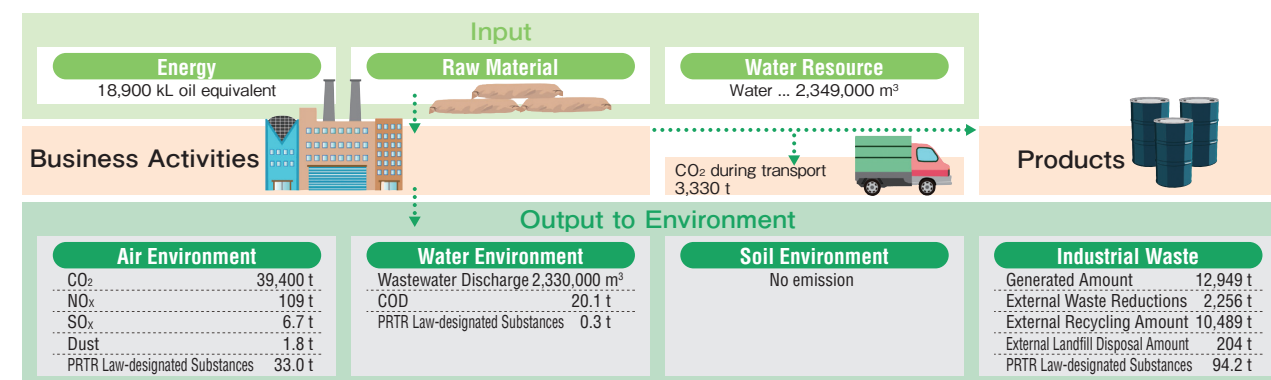 Input
Energy
18,900 kL oil equivalent
Raw Material
Water Resource
Water ... 2,349,000 m³
Business Activities
CO₂ during transport
3,330 t
Products
Output to Environment
Air Environment
CO₂ 39,400 t
NOx 109 t
SOx 6.7 t
Dust 1.8 t
PRTR Law-designated Substances 33.0 t
Water Environment
Wastewater Discharge 2,330,000 m³
COD 20.1 t
PRTR Law-designated Substances 0.3 t
Soil Environment
No emission
Industrial Waste
Generated Amount 12,949 t
External Waste Reductions 2,256 t
External Recycling Amount 10,489 t
External Landfill Disposal Amount 204 t
PRTR Law-designated Substances 94.2 t